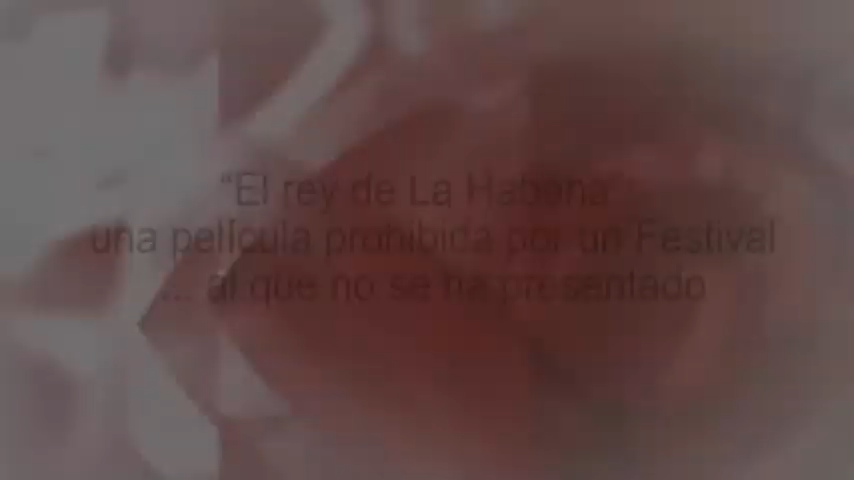 “El rey de La Habana”
una película prohibida por un Festival
... al que no se ha presentado